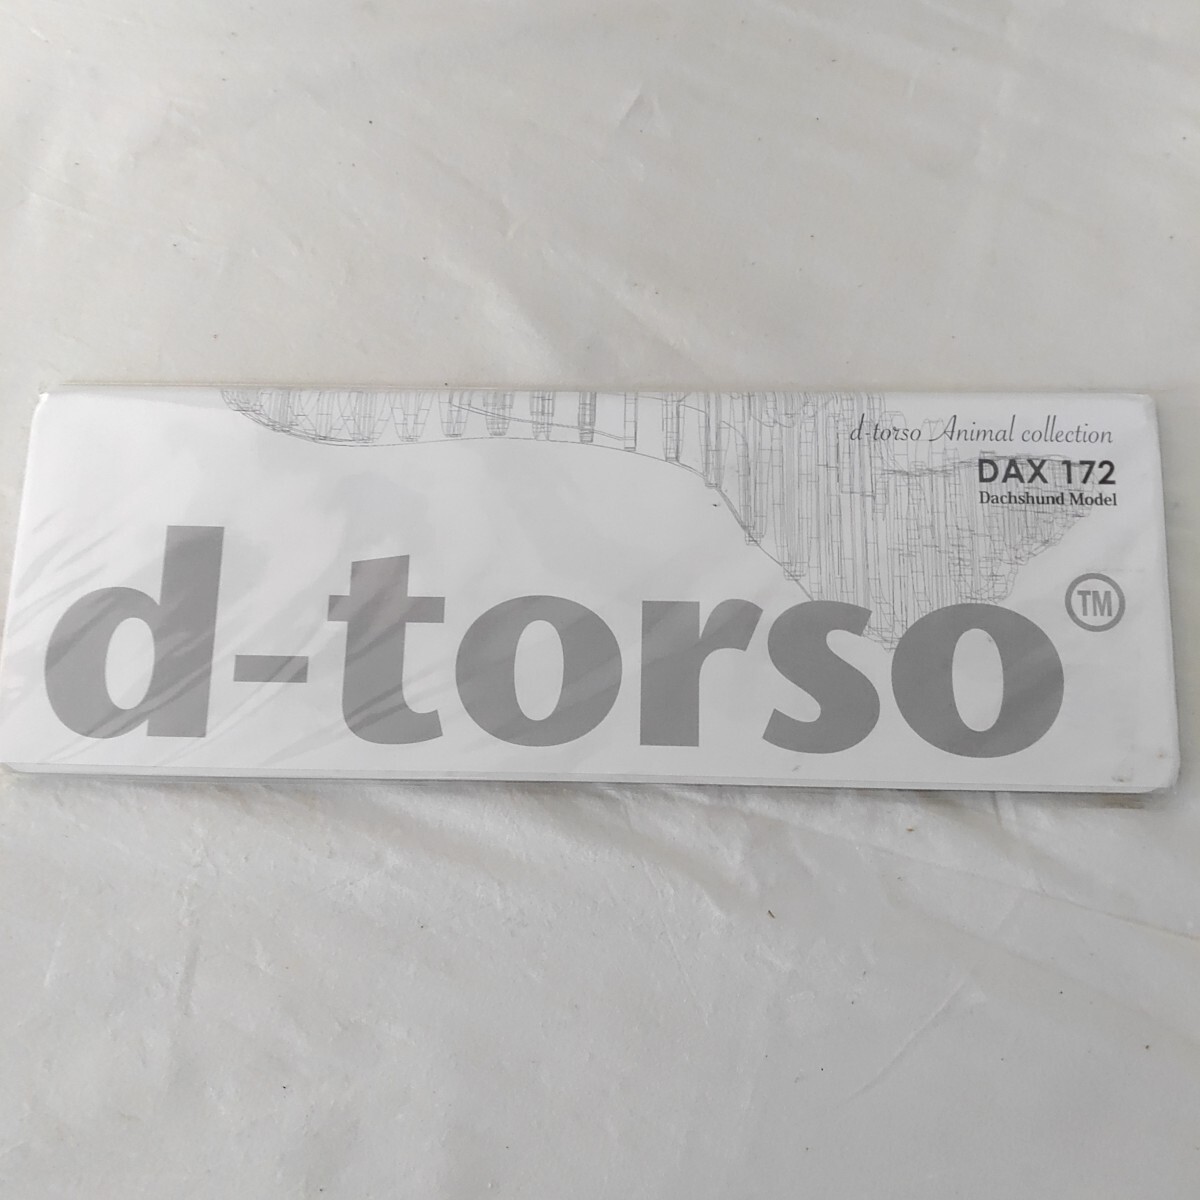 d-torso Animal collection
DAX 172
Dachshund Model
d-torso TM